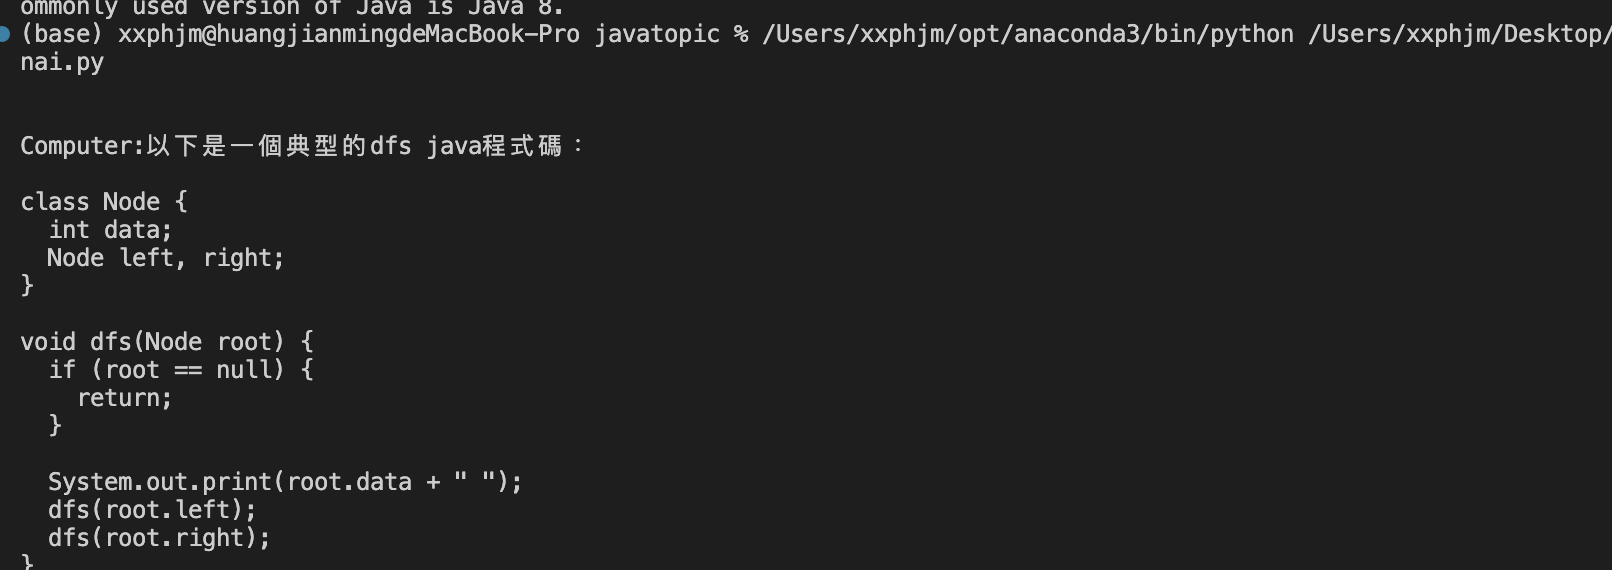 ommonly used version of Java is Java 8.
(base) xxphjm@huangjianmingdeMacBook-Pro javatopic % /Users/xxphjm/opt/anaconda3/bin/python /Users/xxphjm/Desktop/
nai.py
Computer:以下是一個典型的dfs java程式碼：
class Node {
  int data;
  Node left, right;
}
void dfs(Node root) {
  if (root == null) {
    return;
  }
  System.out.print(root.data + " ");
  dfs(root.left);
  dfs(root.right);
}